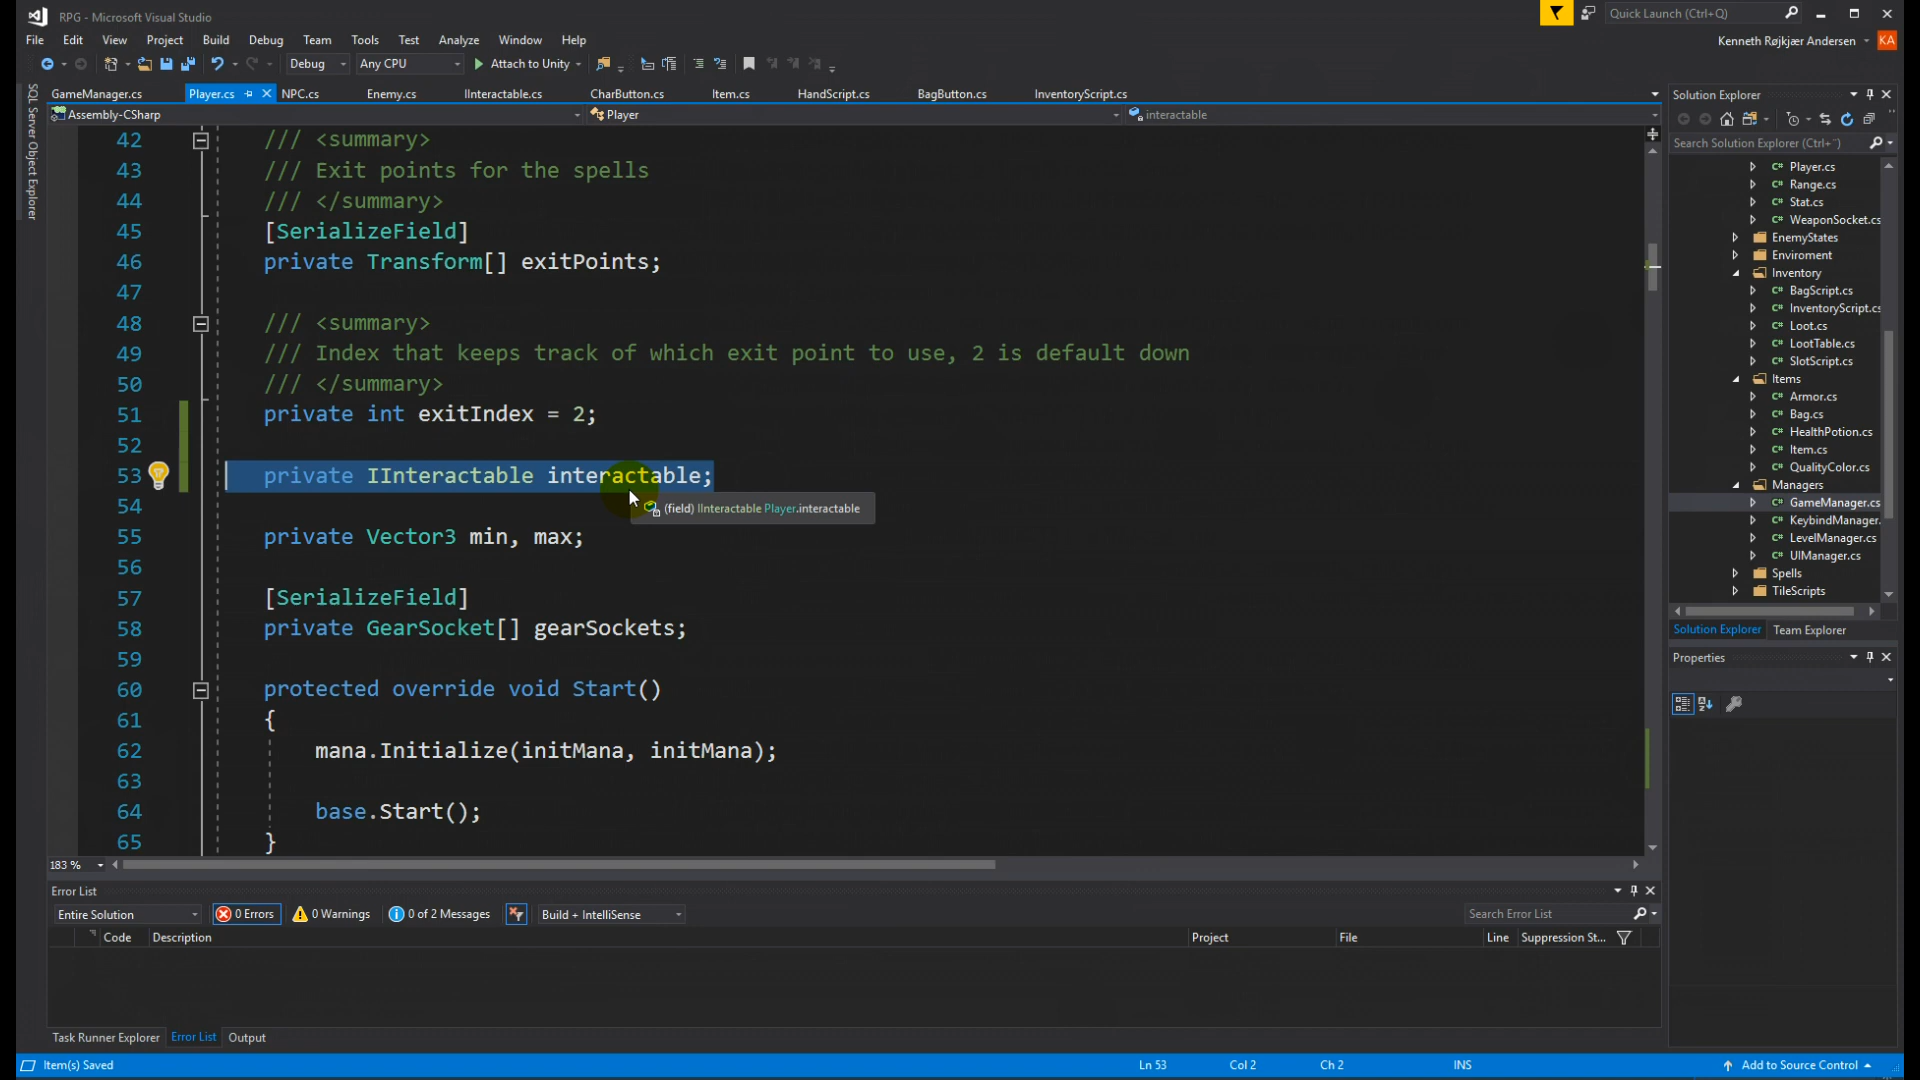 RPG - Microsoft Visual Studio
Quick Launch (Ctrl+Q)
File Edit View Project Build Debug Team Tools Test Analyze Window Help
Kenneth Røjkjær Andersen
KA
Debug Any CPU Attach to Unity
GameManager.cs Player.cs NPC.cs Enemy.cs IInteractable.cs CharButton.cs Item.cs HandScript.cs BagButton.cs InventoryScript.cs
Assembly-CSharp Player interactable
SQL Server Object Explorer
42 /// <summary>
43 /// Exit points for the spells
44 /// </summary>
45 [SerializeField]
46 private Transform[] exitPoints;
47
48 /// <summary>
49 /// Index that keeps track of which exit point to use, 2 is default down
50 /// </summary>
51 private int exitIndex = 2;
52
53 private IInteractable interactable;
(field) IInteractable Player.interactable
54
55 private Vector3 min, max;
56
57 [SerializeField]
58 private GearSocket[] gearSockets;
59
60 protected override void Start()
61 {
62 mana.Initialize(initMana, initMana);
63
64 base.Start();
65 }
183 %
Solution Explorer
Search Solution Explorer (Ctrl+¨)
C# Player.cs
C# Range.cs
C# Stat.cs
C# WeaponSocket.cs
EnemyStates
Enviroment
Inventory
C# BagScript.cs
C# InventoryScript.cs
C# Loot.cs
C# LootTable.cs
C# SlotScript.cs
Items
C# Armor.cs
C# Bag.cs
C# HealthPotion.cs
C# Item.cs
C# QualityColor.cs
Managers
C# GameManager.cs
C# KeybindManager.
C# LevelManager.cs
C# UIManager.cs
Spells
TileScripts
Solution Explorer Team Explorer
Properties
Error List
Entire Solution 0 Errors 0 Warnings 0 of 2 Messages Build + IntelliSense Search Error List
Code Description Project File Line Suppression St...
Task Runner Explorer Error List Output
Item(s) Saved Ln 53 Col 2 Ch 2 INS Add to Source Control